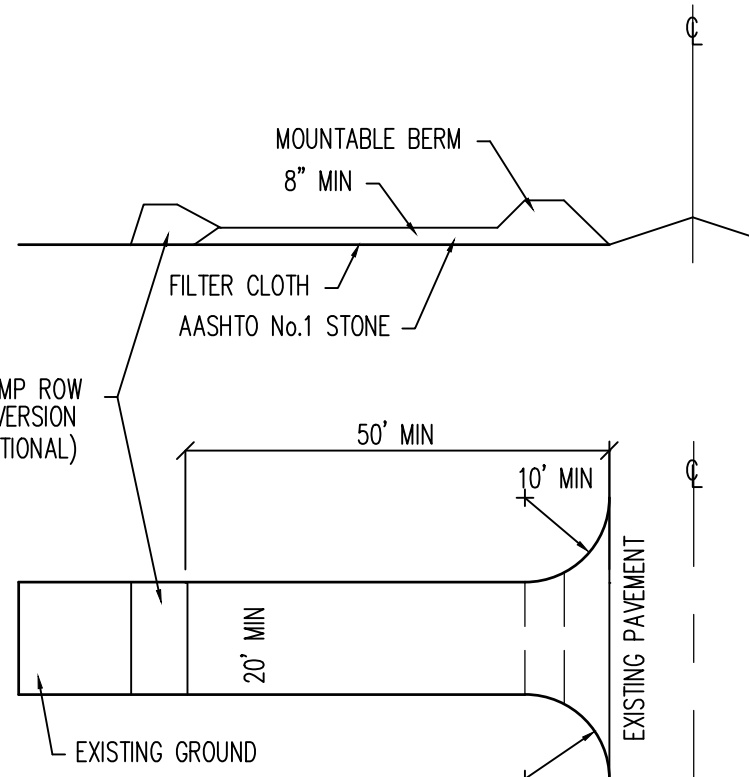 ℄
MOUNTABLE BERM
8" MIN
FILTER CLOTH
AASHTO No.1 STONE
MP ROW
VERSION
TIONAL)
50' MIN
10' MIN
℄
20' MIN
EXISTING PAVEMENT
EXISTING GROUND